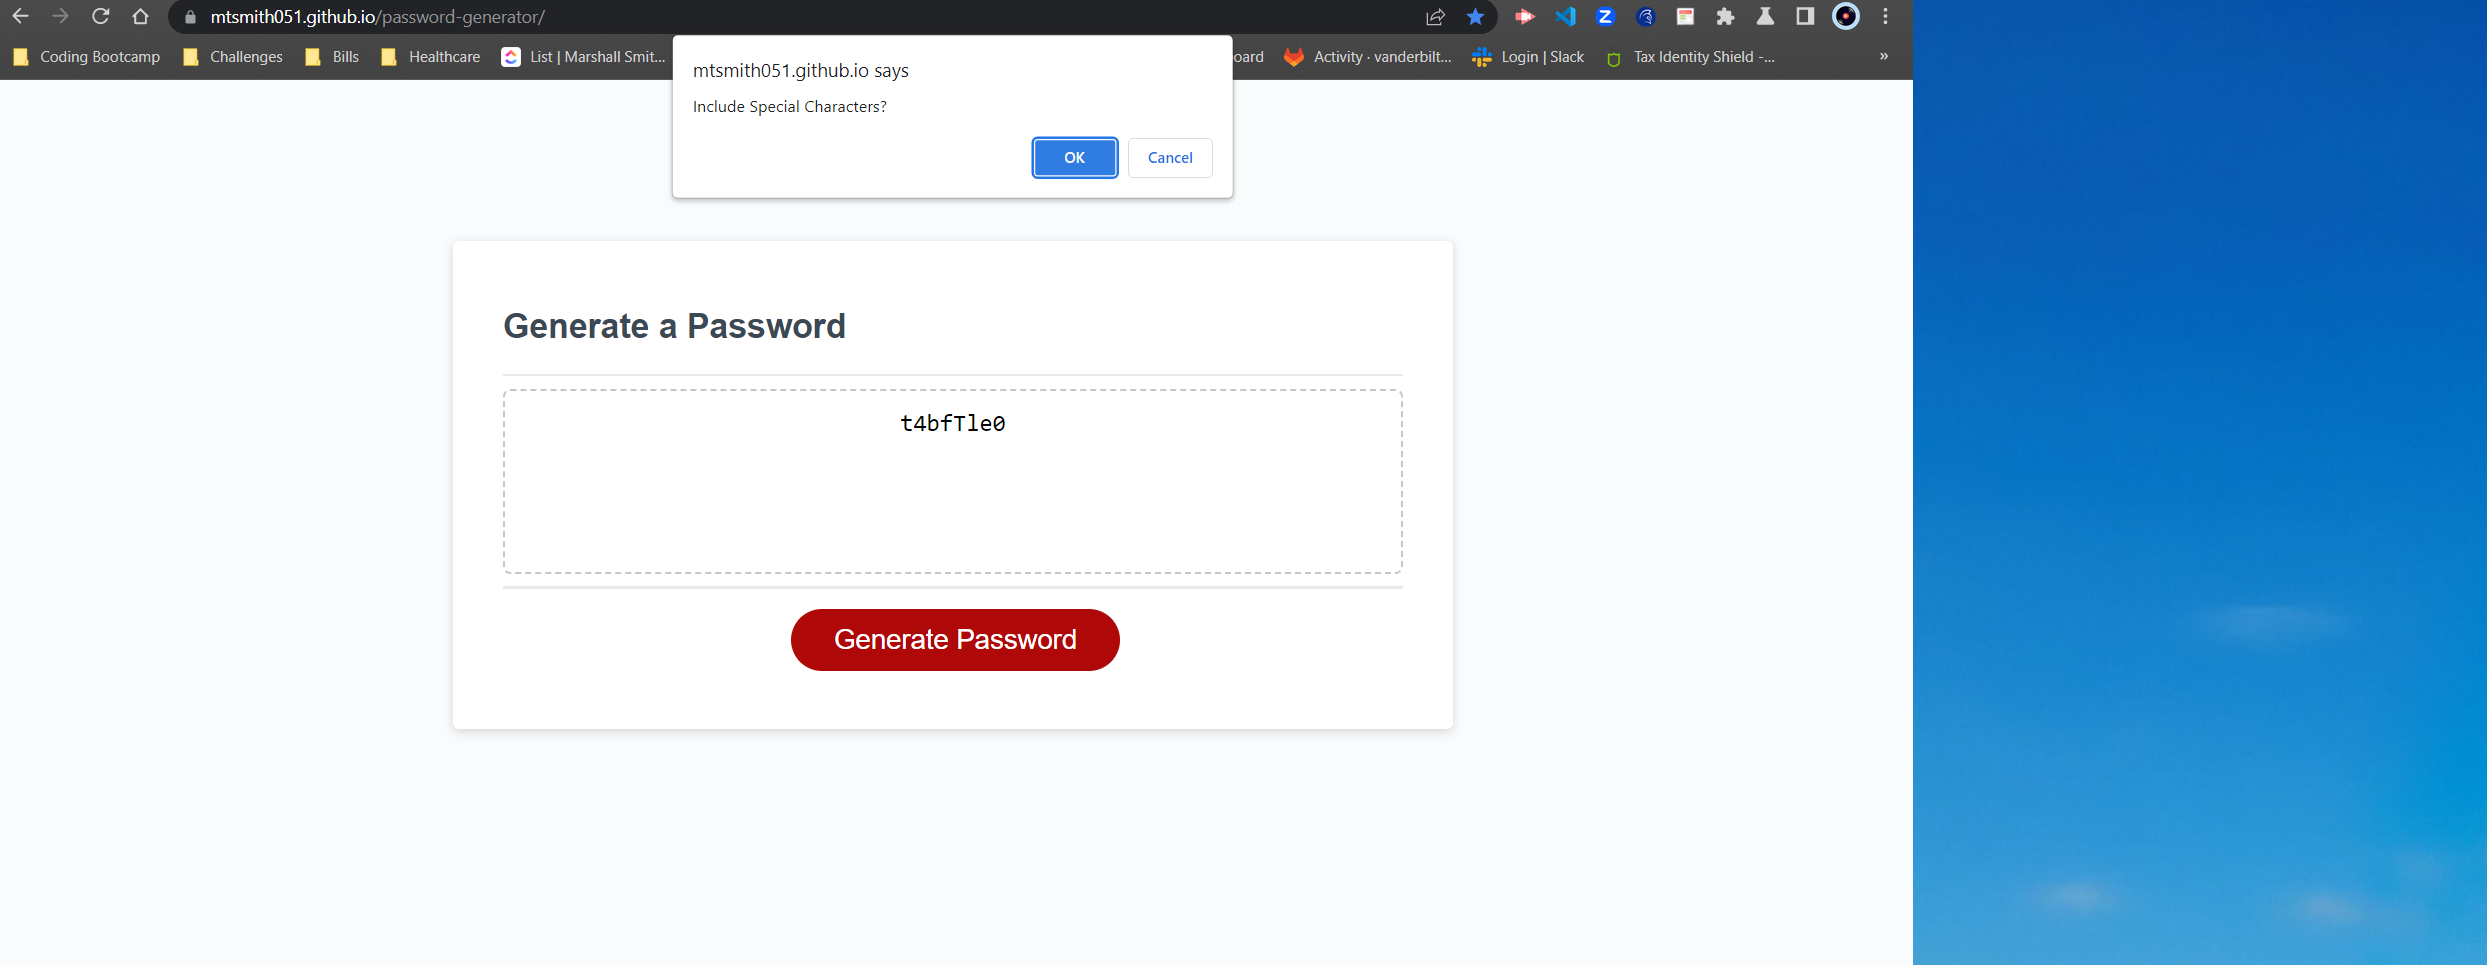 mtsmith051.github.io/password-generator/
Coding Bootcamp Challenges Bills Healthcare List | Marshall Smit... oard Activity · vanderbilt... Login | Slack Tax Identity Shield -... »
mtsmith051.github.io says
Include Special Characters?
OK Cancel
Generate a Password
t4bfTle0
Generate Password